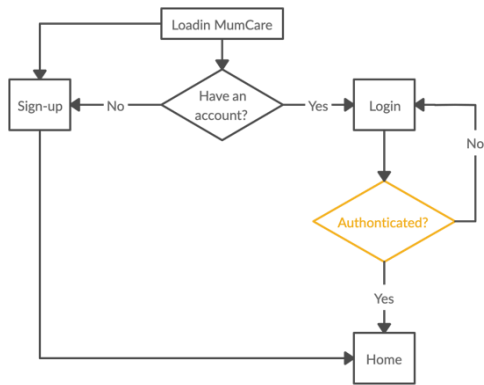 Loadin MumCare
Have an
account?
Sign-up
No
Yes
Login
No
Authonticated?
Yes
Home